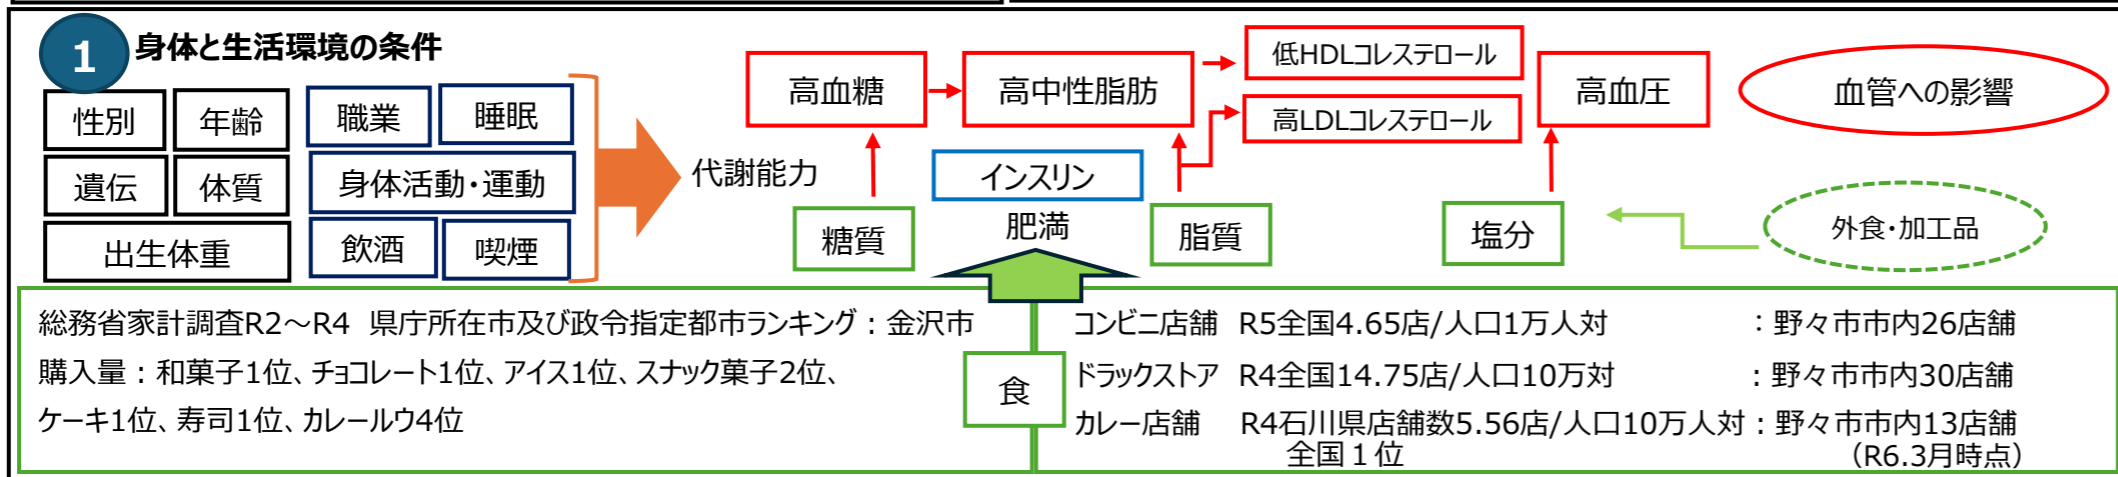 1 身体と生活環境の条件
性別 年齢 職業 睡眠
遺伝 体質 身体活動・運動
出生体重 飲酒 喫煙
代謝能力
高血糖 高中性脂肪 低HDLコレステロール
高LDLコレステロール
高血圧 血管への影響
インスリン
肥満
糖質 脂質 塩分 外食・加工品
総務省家計調査R2～R4 県庁所在市及び政令指定都市ランキング：金沢市
購入量：和菓子1位、チョコレート1位、アイス1位、スナック菓子2位、
ケーキ1位、寿司1位、カレールウ4位
食
コンビニ店舗 R5全国4.65店/人口1万人対 ：野々市市内26店舗
ドラックストア R4全国14.75店/人口10万対 ：野々市市内30店舗
カレー店舗 R4石川県店舗数5.56店/人口10万人対：野々市市内13店舗
全国１位 （R6.3月時点）